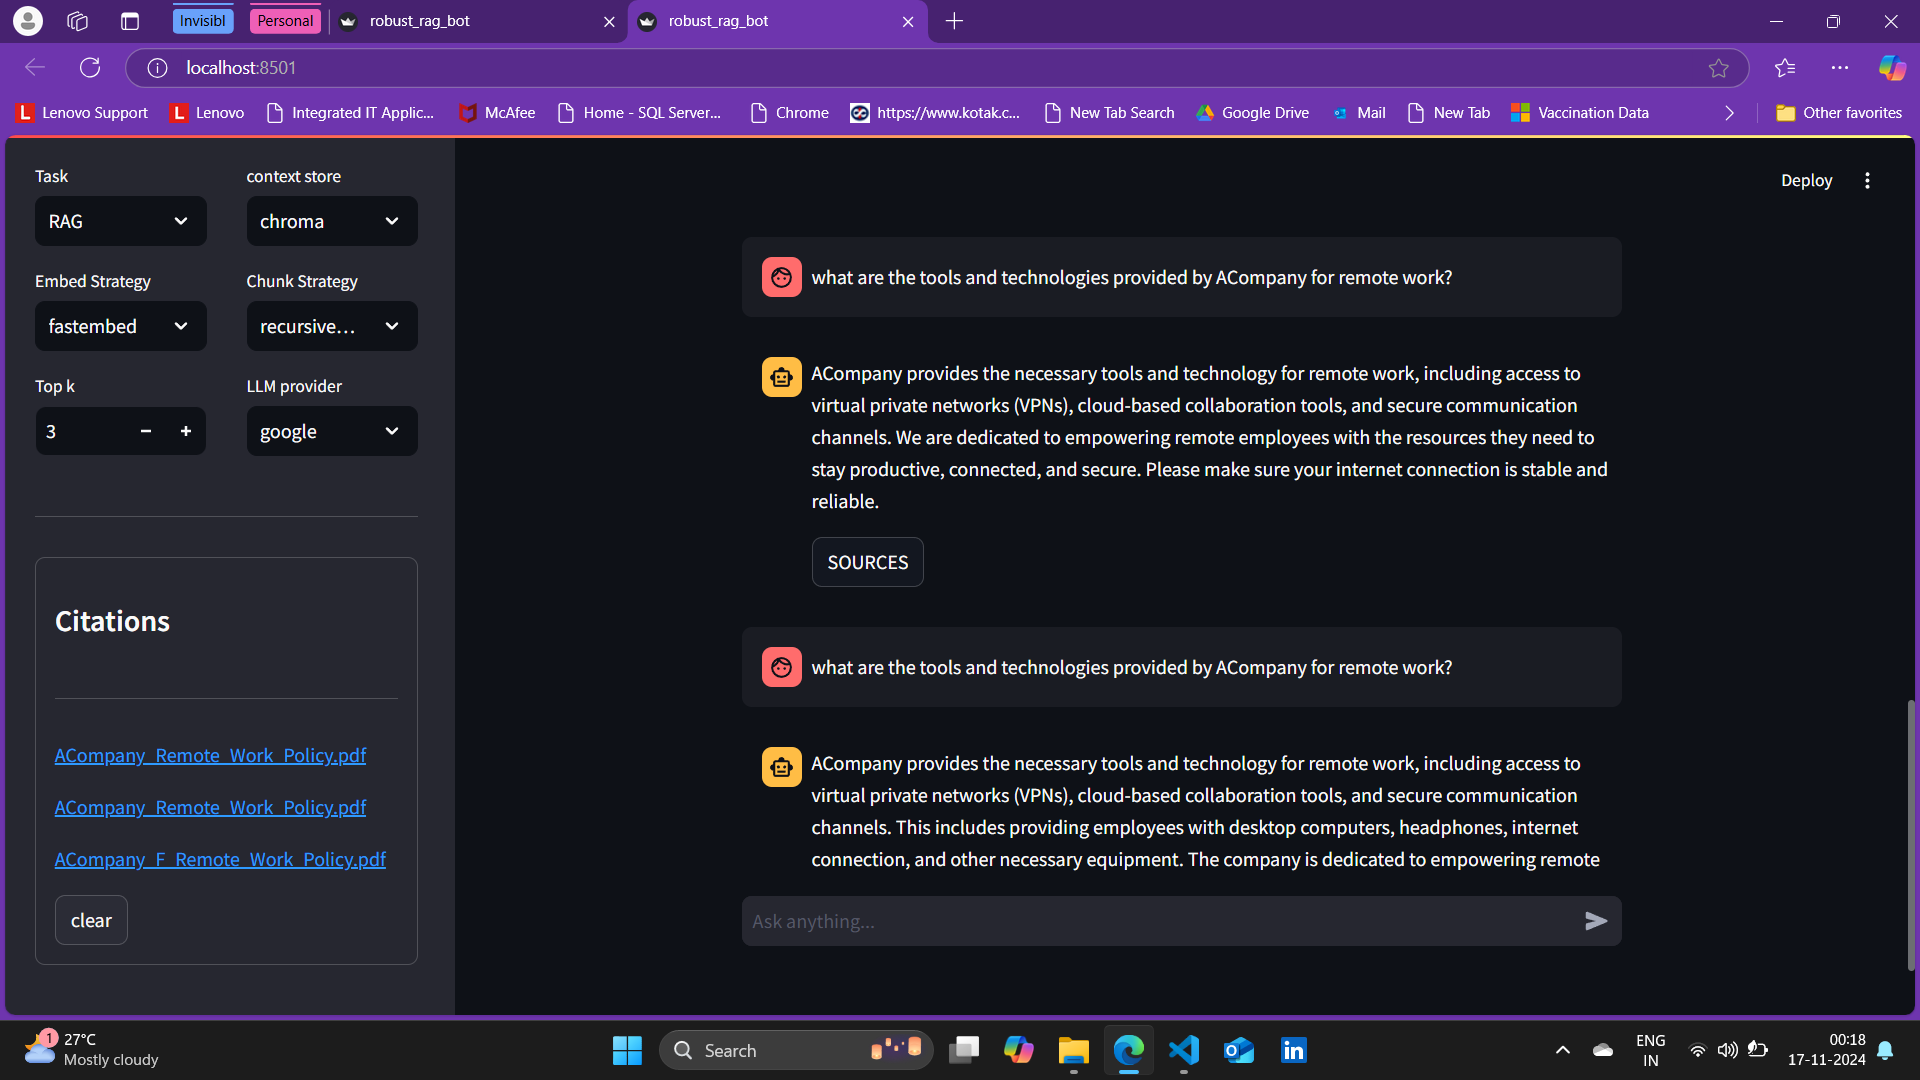 Invisibl
Personal
robust_rag_bot
robust_rag_bot
localhost:8501
Lenovo Support
Lenovo
Integrated IT Applic...
McAfee
Home - SQL Server...
Chrome
https://www.kotak.c...
New Tab Search
Google Drive
Mail
New Tab
Vaccination Data
Other favorites
Task
context store
RAG
chroma
Embed Strategy
Chunk Strategy
fastembed
recursive...
Top k
LLM provider
3
google
Citations
ACompany_Remote_Work_Policy.pdf
ACompany_Remote_Work_Policy.pdf
ACompany_F_Remote_Work_Policy.pdf
clear
Deploy
what are the tools and technologies provided by ACompany for remote work?
ACompany provides the necessary tools and technology for remote work, including access to
virtual private networks (VPNs), cloud-based collaboration tools, and secure communication
channels. We are dedicated to empowering remote employees with the resources they need to
stay productive, connected, and secure. Please make sure your internet connection is stable and
reliable.
SOURCES
what are the tools and technologies provided by ACompany for remote work?
ACompany provides the necessary tools and technology for remote work, including access to
virtual private networks (VPNs), cloud-based collaboration tools, and secure communication
channels. This includes providing employees with desktop computers, headphones, internet
connection, and other necessary equipment. The company is dedicated to empowering remote
Ask anything...
1
27°C
Mostly cloudy
Search
ENG
IN
00:18
17-11-2024